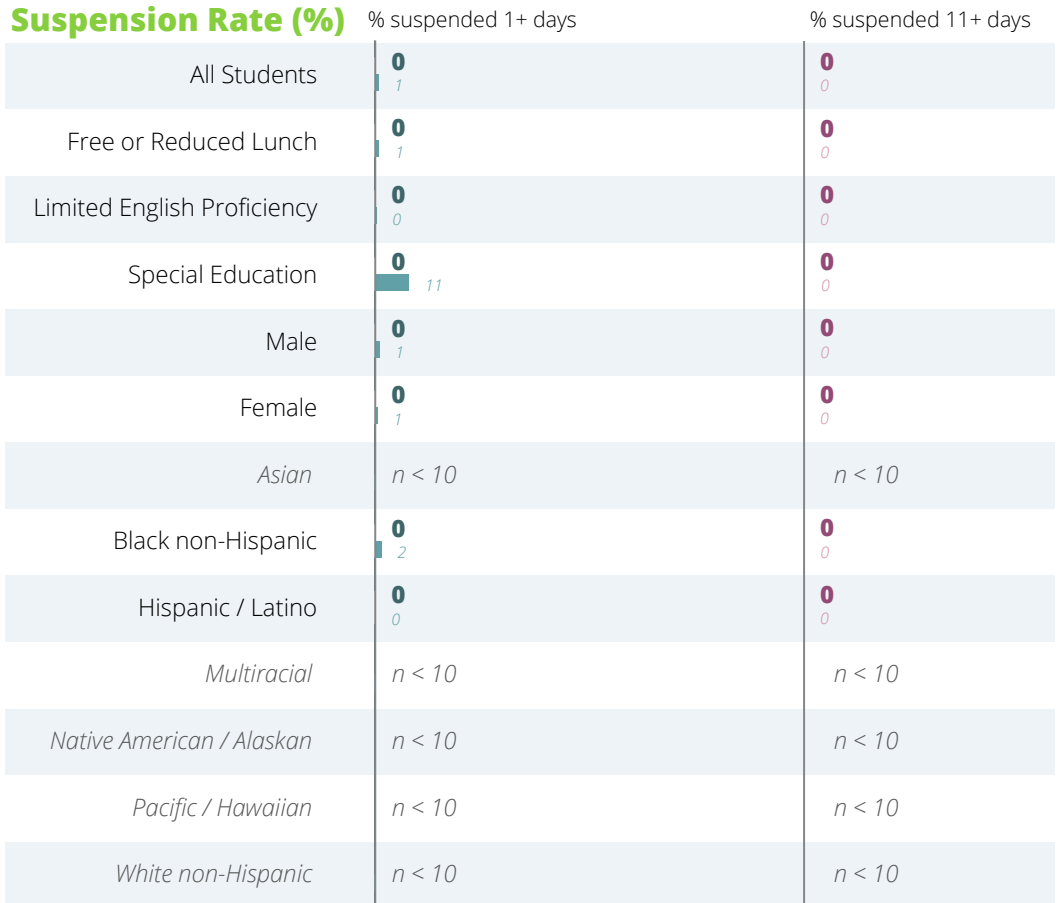 Suspension Rate (%) % suspended 1+ days % suspended 11+ days
All Students 0 0
1 0
Free or Reduced Lunch 0 0
1 0
Limited English Proficiency 0 0
0 0
Special Education 0 0
11 0
Male 0 0
1 0
Female 0 0
1 0
Asian n < 10 n < 10
Black non-Hispanic 0 0
2 0
Hispanic / Latino 0 0
0 0
Multiracial n < 10 n < 10
Native American / Alaskan n < 10 n < 10
Pacific / Hawaiian n < 10 n < 10
White non-Hispanic n < 10 n < 10